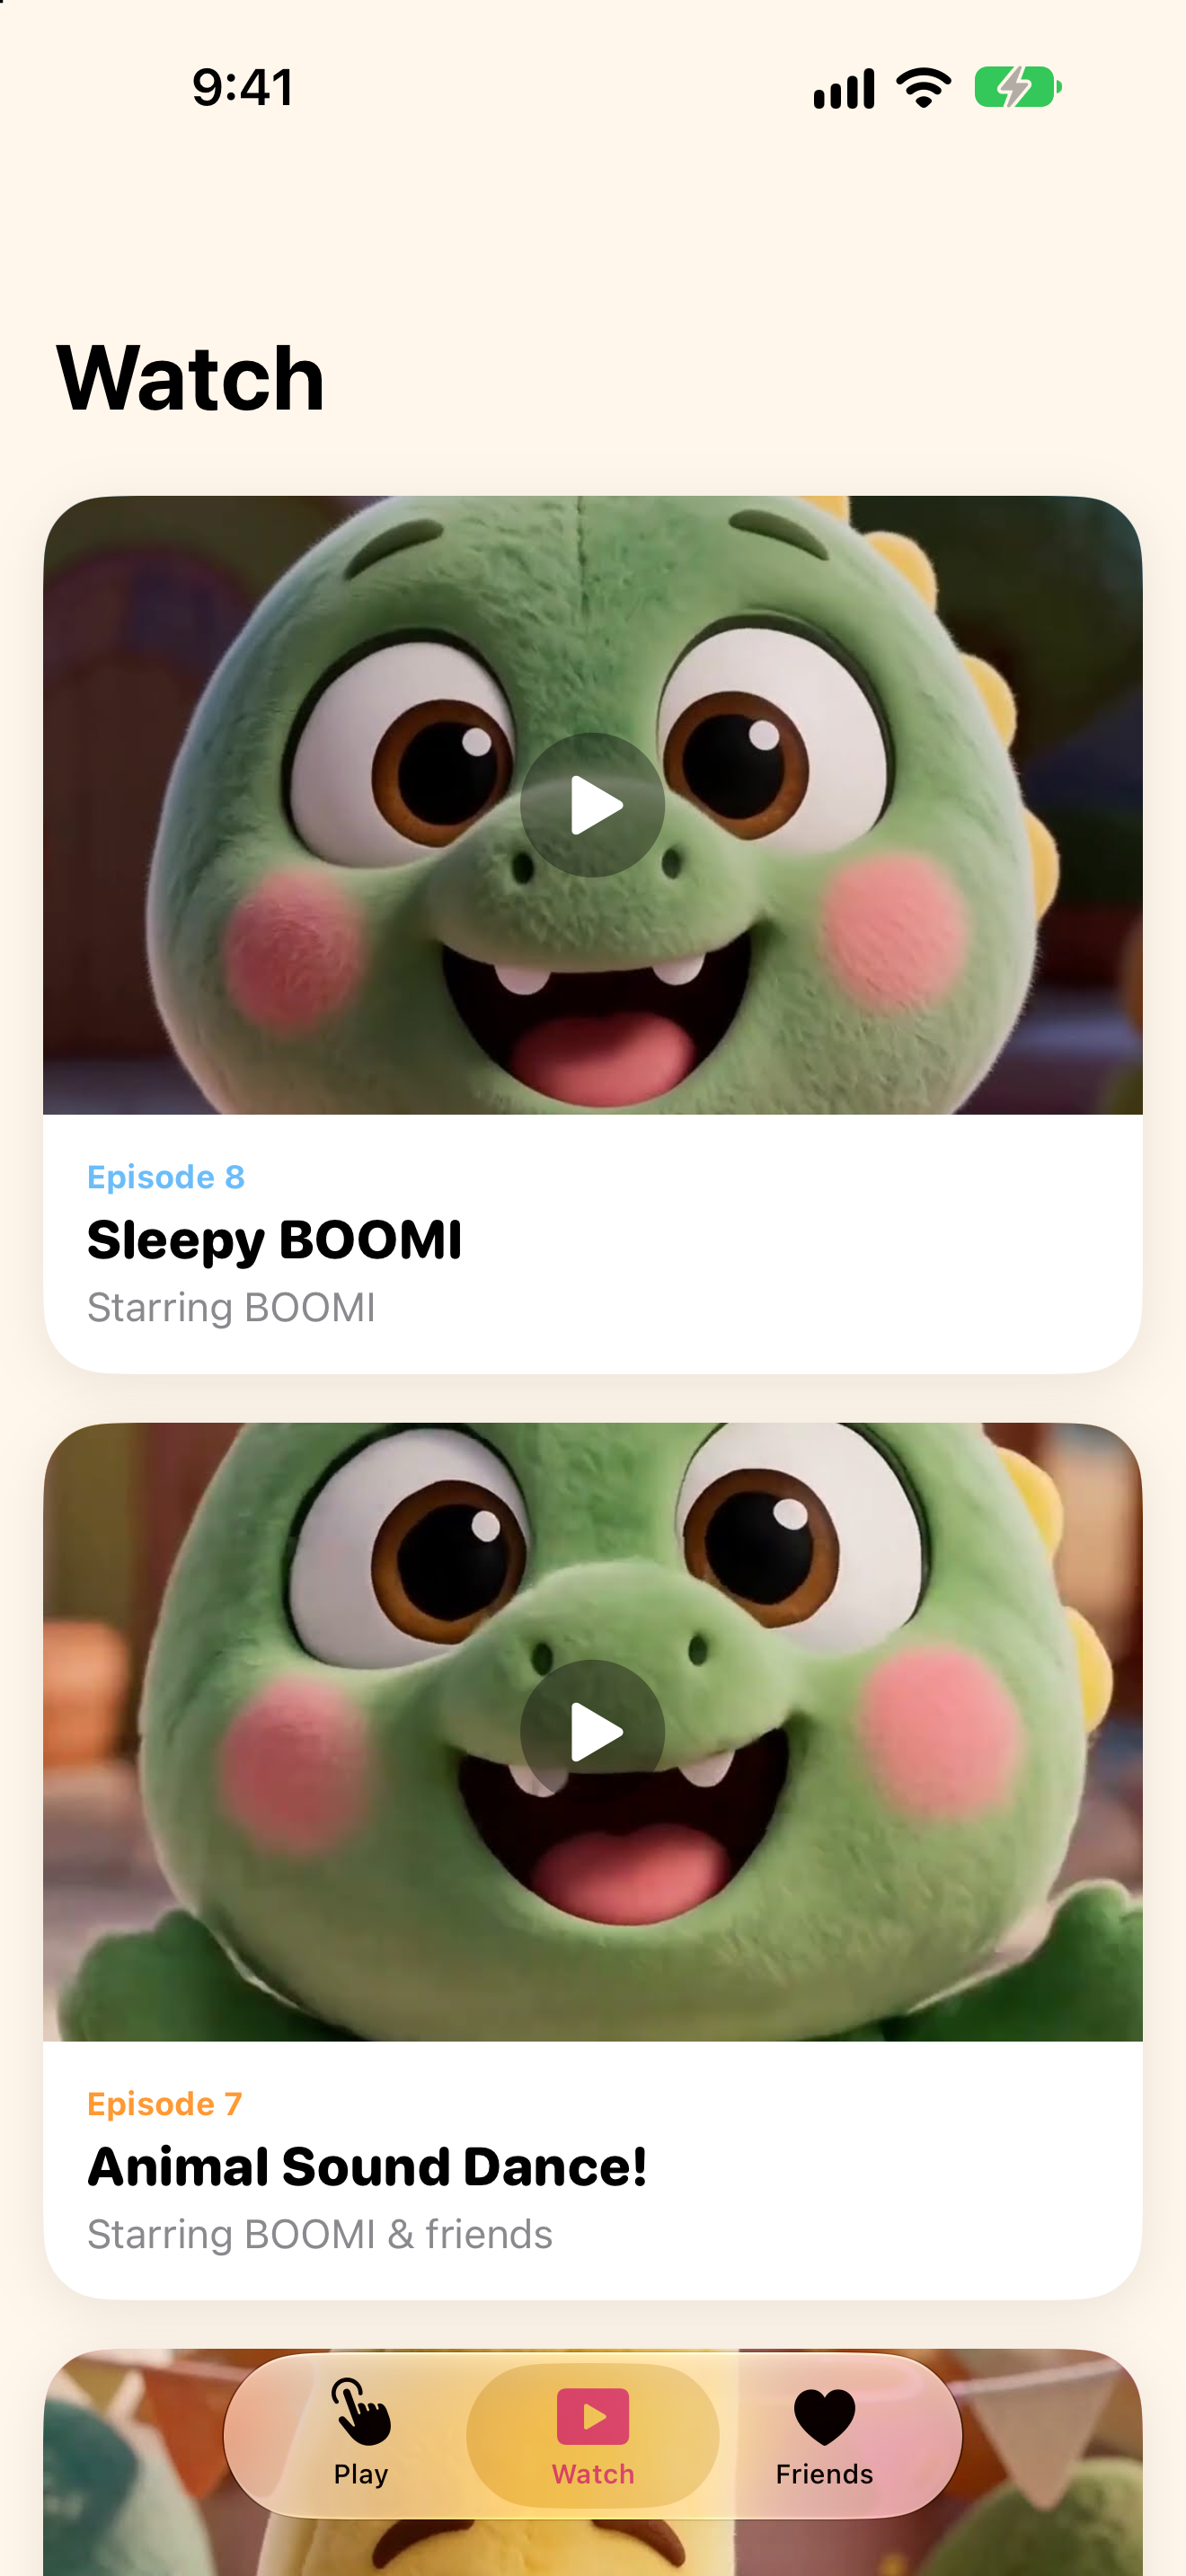 9:41
Watch
Episode 8
Sleepy BOOMI
Starring BOOMI
Episode 7
Animal Sound Dance!
Starring BOOMI & friends
Play
Watch
Friends